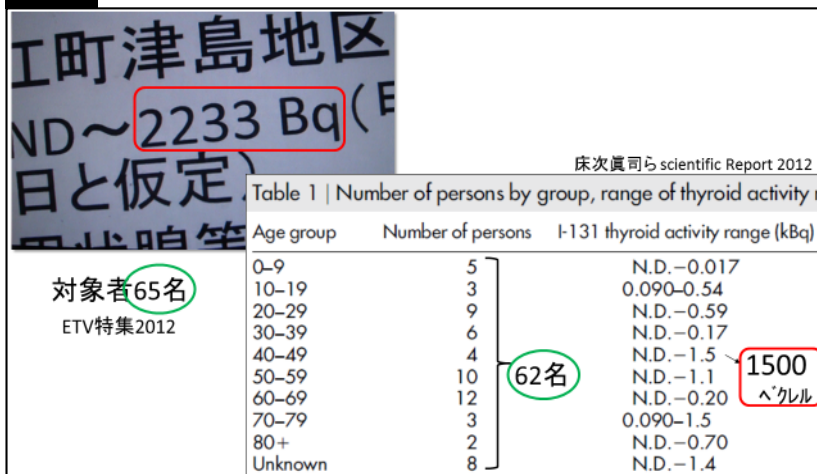 江町津島地区
ND～2233 Bq(
日と仮定
甲状腺等
対象者65名
ETV特集2012
床次眞司ら scientific Report 2012
Table 1 | Number of persons by group, range of thyroid activity
Age group Number of persons I-131 thyroid activity range (kBq)
0–9 5 N.D.–0.017
10–19 3 0.090–0.54
20–29 9 N.D.–0.59
30–39 6 N.D.–0.17
40–49 4 N.D.–1.5
50–59 10 N.D.–1.1
60–69 12 N.D.–0.20
70–79 3 0.090–1.5
80+ 2 N.D.–0.70
Unknown 8 N.D.–1.4
62名
1500
ベクレル